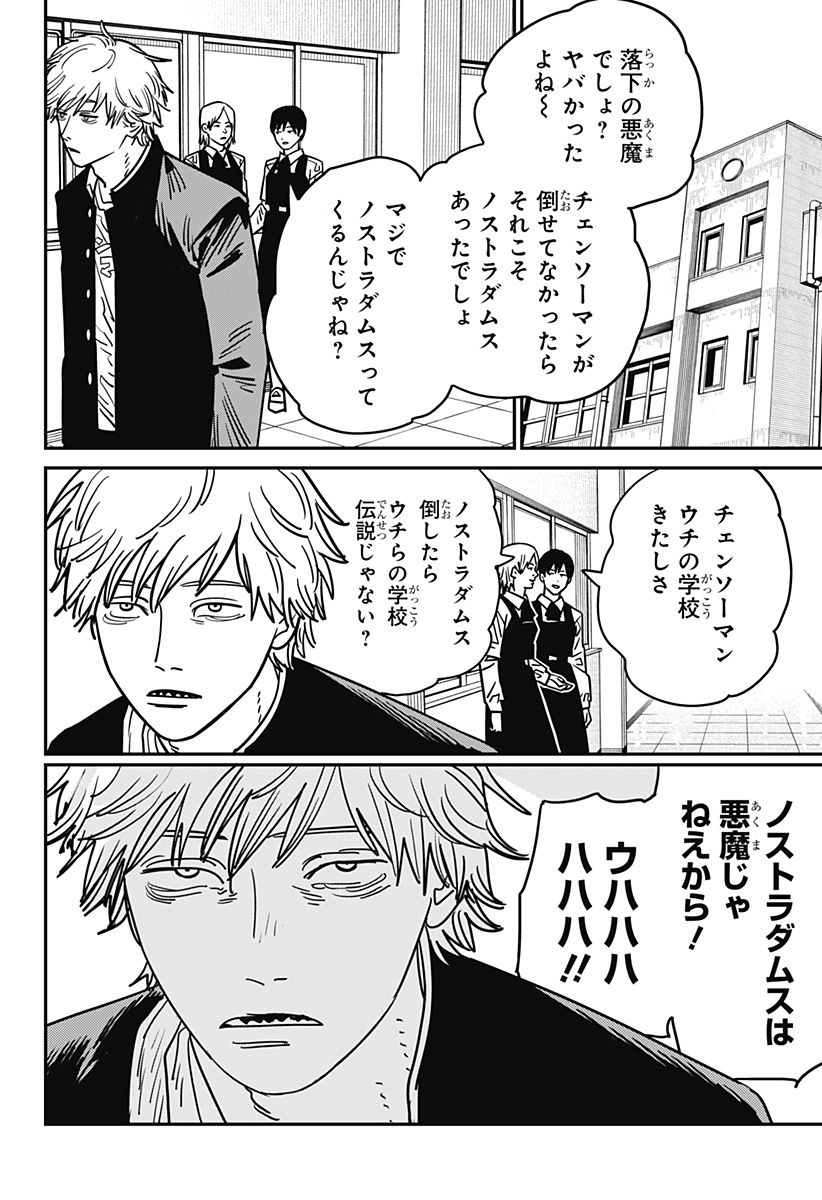 落下の悪魔
でしょ？
ヤバかった
よね〜
チェンソーマンが
倒せてなかったら
それこそ
ノストラダムス
あったでしょ
マジで
ノストラダムスって
くるんじゃね？
チェンソーマン
ウチの学校
きたしさ
ノストラダムス
倒したら
ウチらの学校
伝説じゃない？
ノストラダムスは
悪魔じゃ
ねえから！
ウハハハ
ハハハ!!